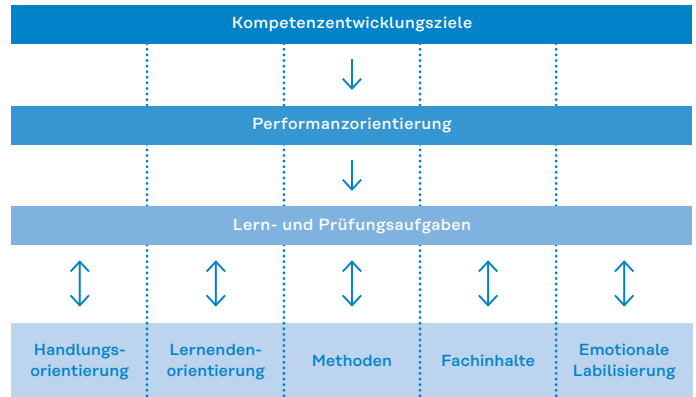 Kompetenzentwicklungsziele
Performanzorientierung
Lern- und Prüfungsaufgaben
Handlungs-
orientierung
Lernenden-
orientierung
Methoden
Fachinhalte
Emotionale
Labilisierung